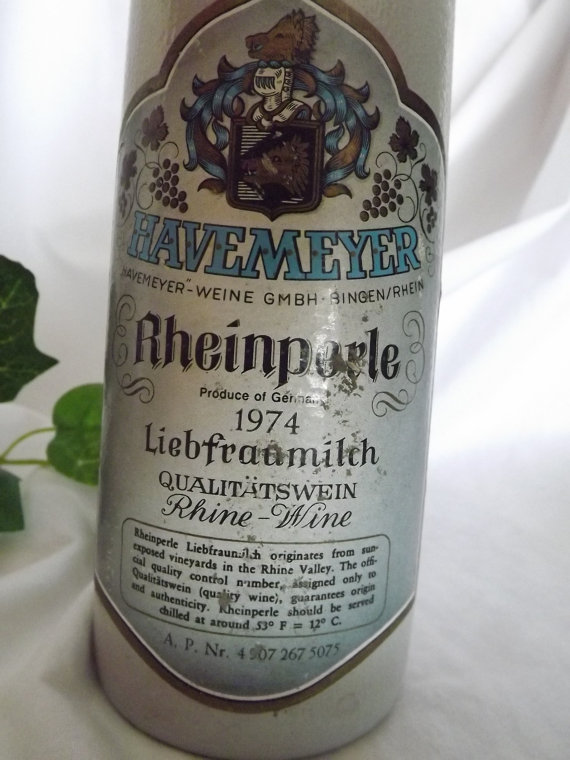 HAVEMEYER
"HAVEMEYER"-WEINE GMBH · BINGEN/RHEIN
Rheinperle
Produce of Germany
1974
Liebfraumilch
QUALITÄTSWEIN
Rhine-Wine
Rheinperle Liebfraumilch originates from sun-
exposed vineyards in the Rhine Valley. The offi-
cial quality control number, assigned only to
Qualitätswein (quality wine), guarantees origin
and authenticity. Rheinperle should be served
chilled at around 53° F = 12° C.
A. P. Nr. 4 907 267 5075